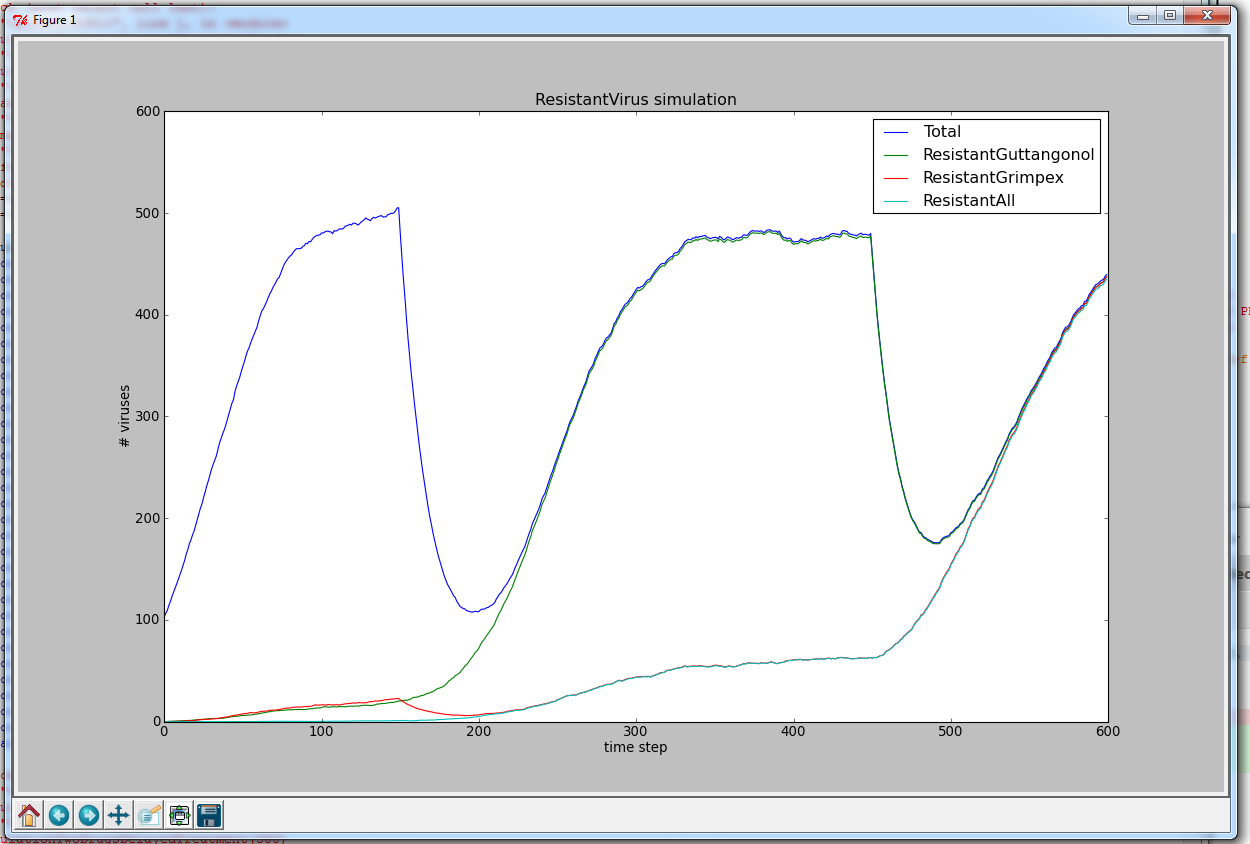 Figure 1
ResistantVirus simulation
Total
ResistantGuttangonol
ResistantGrimpex
ResistantAll
600
500
400
300
200
100
0
# viruses
0 100 200 300 400 500 600
time step